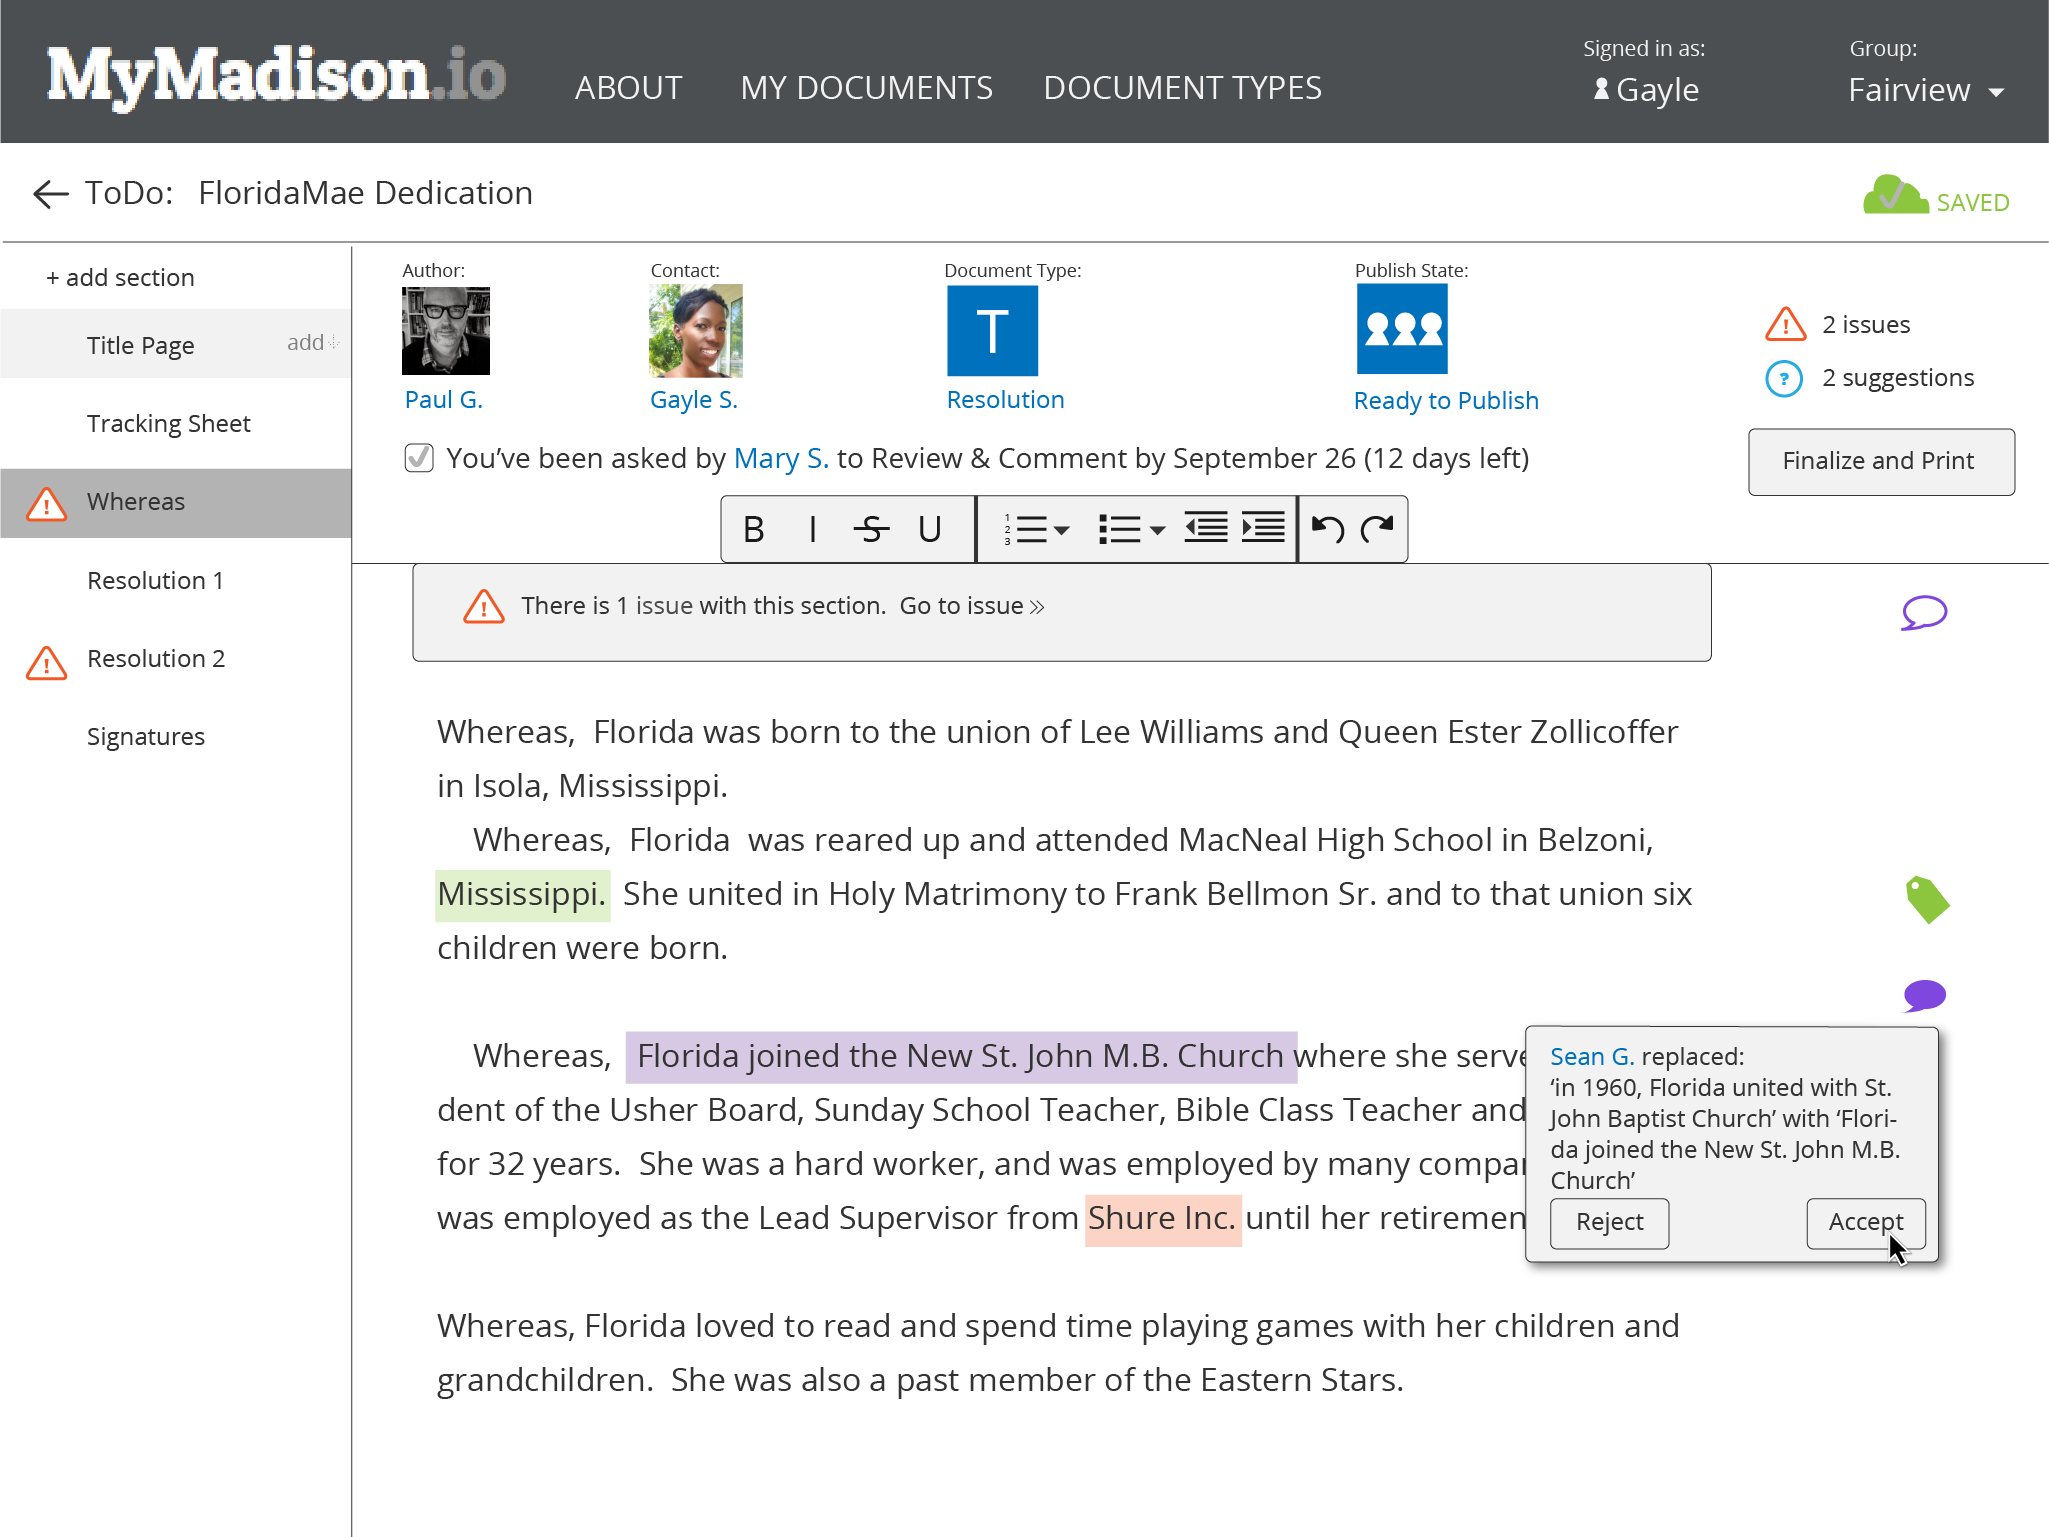 MyMadison.io
ABOUT
MY DOCUMENTS
DOCUMENT TYPES
Signed in as:
Gayle
Group:
Fairview
ToDo: FloridaMae Dedication
SAVED
+ add section
Title Page
add
Tracking Sheet
Whereas
Resolution 1
Resolution 2
Signatures
Author:
Paul G.
Contact:
Gayle S.
Document Type:
T
Resolution
Publish State:
Ready to Publish
2 issues
2 suggestions
Finalize and Print
You’ve been asked by Mary S. to Review & Comment by September 26 (12 days left)
B I S U
1
2
3
There is 1 issue with this section. Go to issue »
Whereas, Florida was born to the union of Lee Williams and Queen Ester Zollicoffer
in Isola, Mississippi.
Whereas, Florida was reared up and attended MacNeal High School in Belzoni,
Mississippi. She united in Holy Matrimony to Frank Bellmon Sr. and to that union six
children were born.
Whereas, Florida joined the New St. John M.B. Church where she serve
dent of the Usher Board, Sunday School Teacher, Bible Class Teacher and
for 32 years. She was a hard worker, and was employed by many compan
was employed as the Lead Supervisor from Shure Inc. until her retiremen
Whereas, Florida loved to read and spend time playing games with her children and
grandchildren. She was also a past member of the Eastern Stars.
Sean G. replaced:
‘in 1960, Florida united with St.
John Baptist Church’ with ‘Flori-
da joined the New St. John M.B.
Church’
Reject
Accept